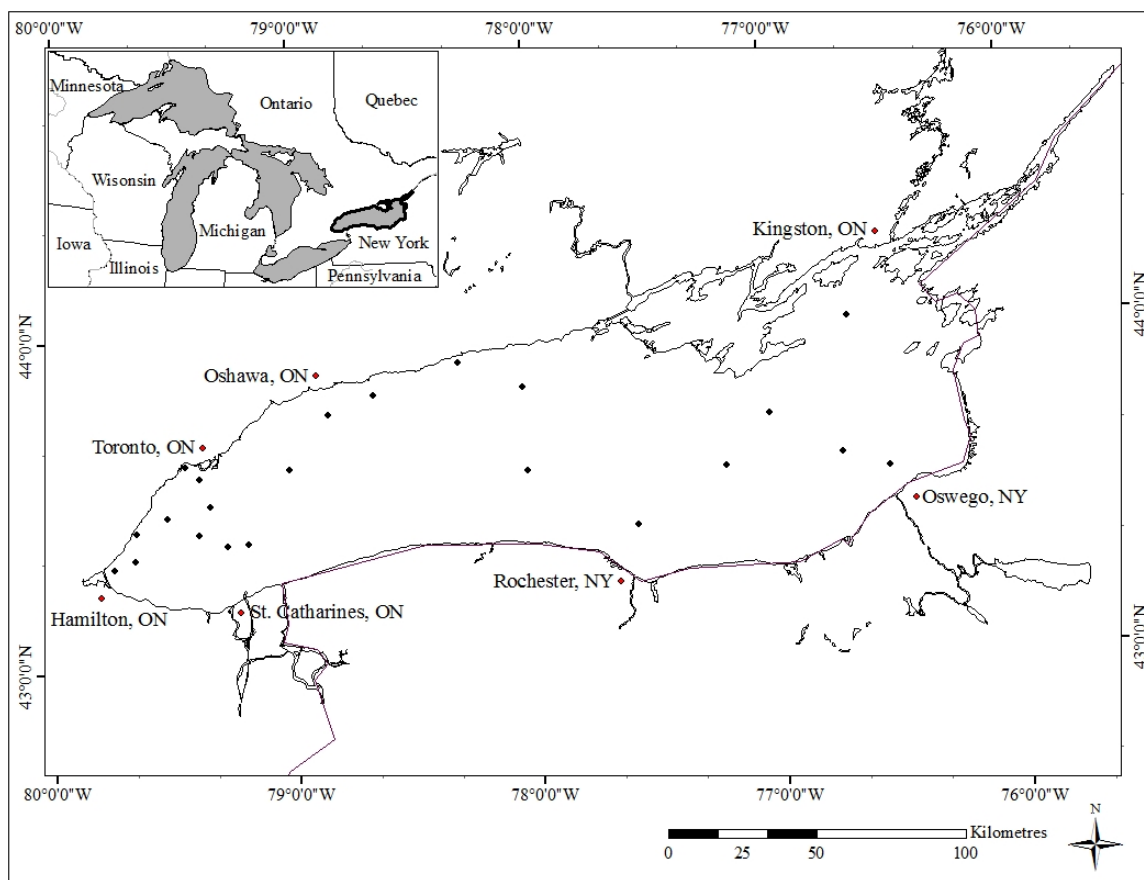 80°0'0"W 79°0'0"W 78°0'0"W 77°0'0"W 76°0'0"W
Minnesota
Ontario
Quebec
Wisonsin
Michigan
Iowa
Illinois
New York
Pennsylvania
44°0'0"N
44°0'0"N
Kingston, ON
Oshawa, ON
Toronto, ON
Oswego, NY
Rochester, NY
Hamilton, ON
St. Catharines, ON
43°0'0"N
43°0'0"N
80°0'0"W 79°0'0"W 78°0'0"W 77°0'0"W 76°0'0"W
Kilometres
0 25 50 100
N